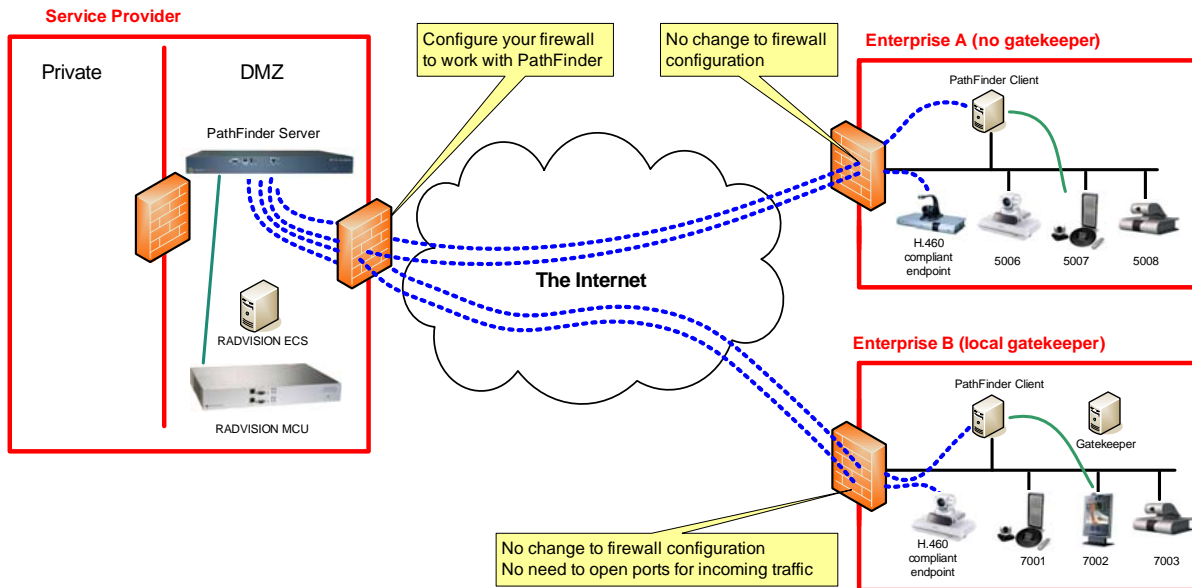 Service Provider
Private
DMZ
PathFinder Server
RADVISION ECS
RADVISION MCU
Configure your firewall
to work with PathFinder
No change to firewall
configuration
The Internet
Enterprise A (no gatekeeper)
PathFinder Client
H.460
compliant
endpoint
5006
5007
5008
Enterprise B (local gatekeeper)
PathFinder Client
Gatekeeper
H.460
compliant
endpoint
7001
7002
7003
No change to firewall configuration
No need to open ports for incoming traffic